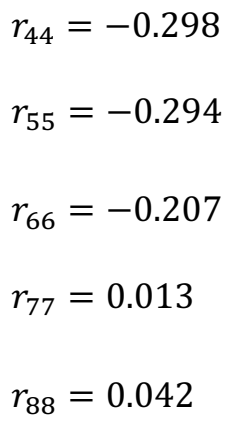 r₄₄ = −0.298
r₅₅ = −0.294
r₆₆ = −0.207
r₇₇ = 0.013
r₈₈ = 0.042